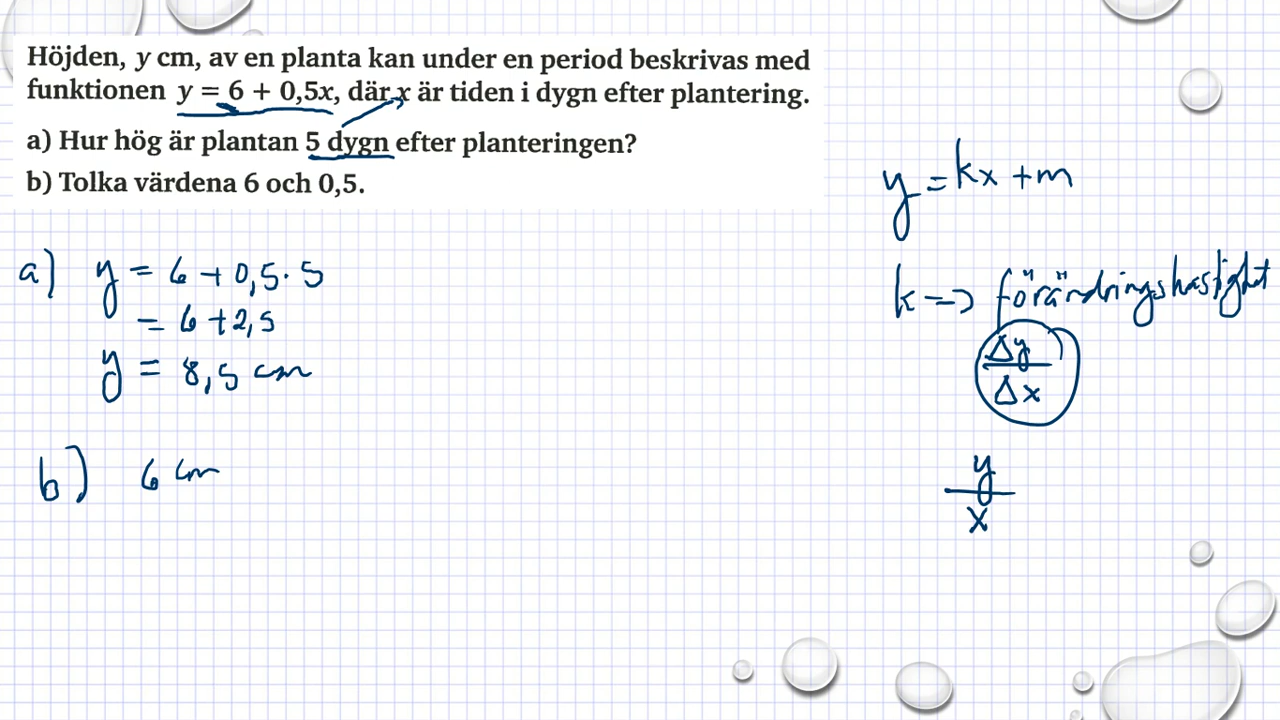 Höjden, y cm, av en planta kan under en period beskrivas med
funktionen y = 6 + 0,5x, där x är tiden i dygn efter plantering.
a) Hur hög är plantan 5 dygn efter planteringen?
b) Tolka värdena 6 och 0,5.
a) y = 6 + 0,5 · 5
= 6 + 2,5
y = 8,5 cm
b) 6 cm
y = kx + m
k => förändringshastighet
Δy
Δx
y
x